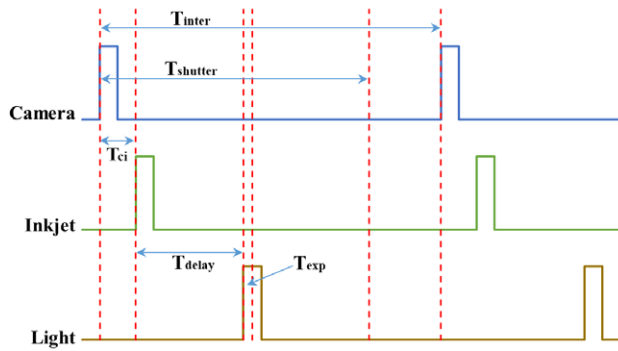 Tinter
Tshutter
Camera
Tci
Inkjet
Tdelay
Texp
Light